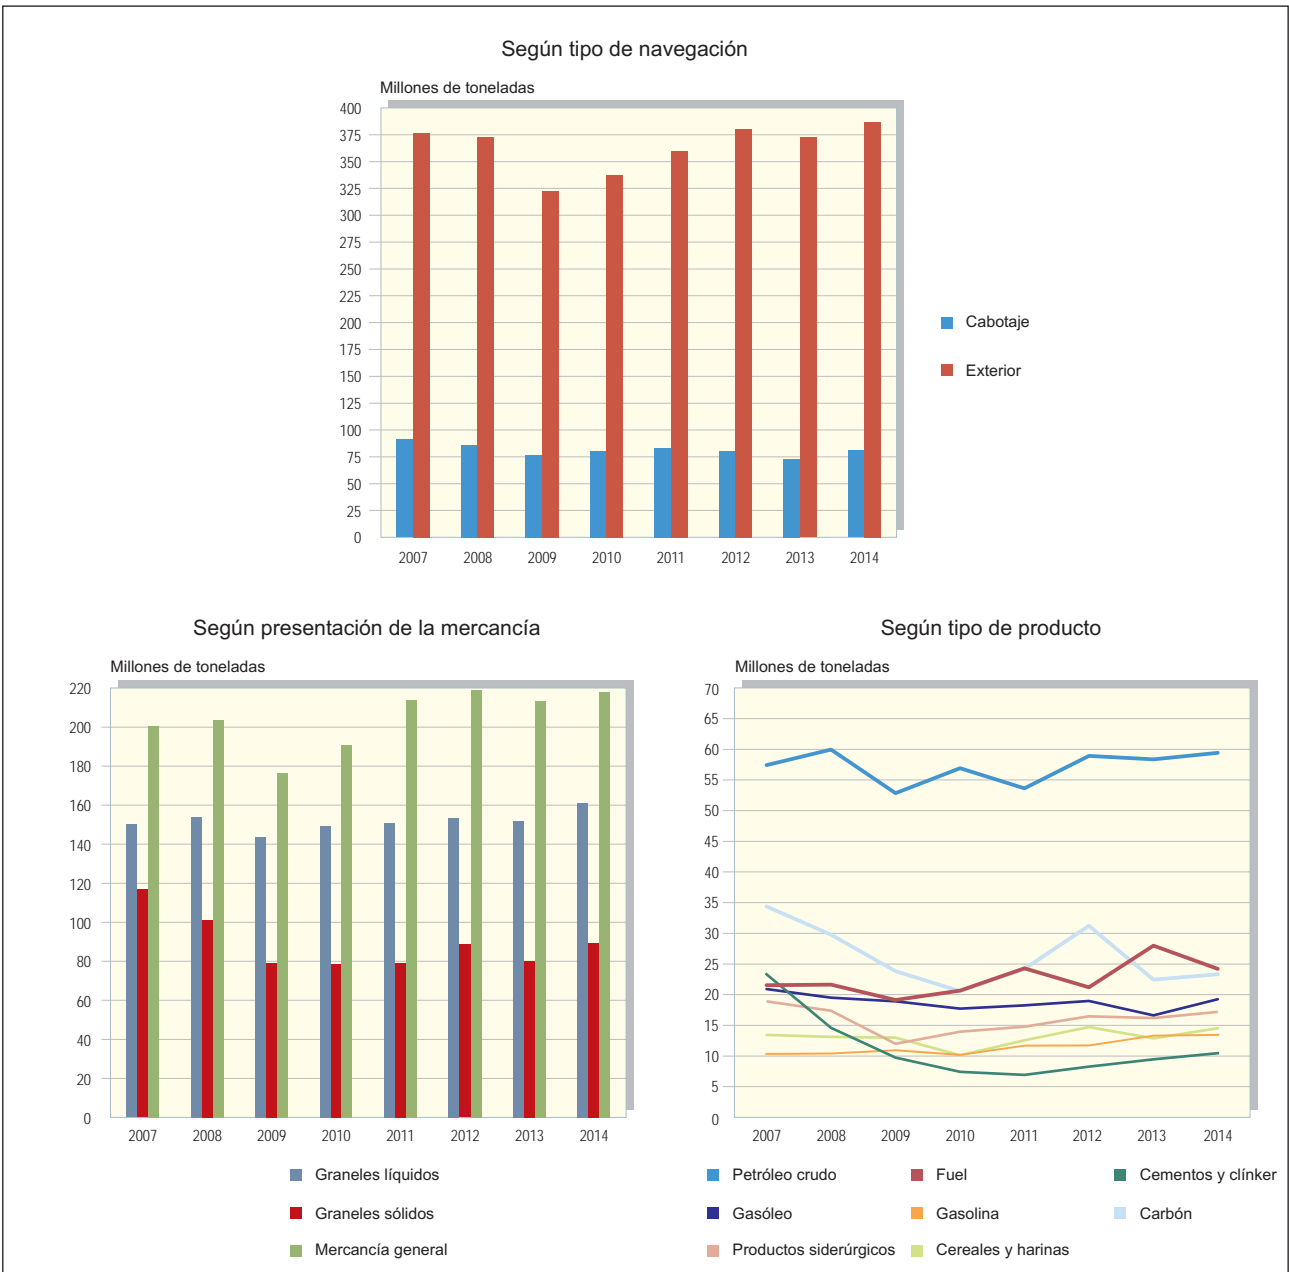 Según tipo de navegación
Millones de toneladas
400
375
350
325
300
275
250
225
200
175
150
125
100
75
50
25
0
2007 2008 2009 2010 2011 2012 2013 2014
Cabotaje
Exterior
Según presentación de la mercancía
Millones de toneladas
220
200
180
160
140
120
100
80
60
40
20
0
2007 2008 2009 2010 2011 2012 2013 2014
Graneles líquidos
Graneles sólidos
Mercancía general
Según tipo de producto
Millones de toneladas
70
65
60
55
50
45
40
35
30
25
20
15
10
5
0
2007 2008 2009 2010 2011 2012 2013 2014
Petróleo crudo Fuel Cementos y clínker
Gasóleo Gasolina Carbón
Productos siderúrgicos Cereales y harinas